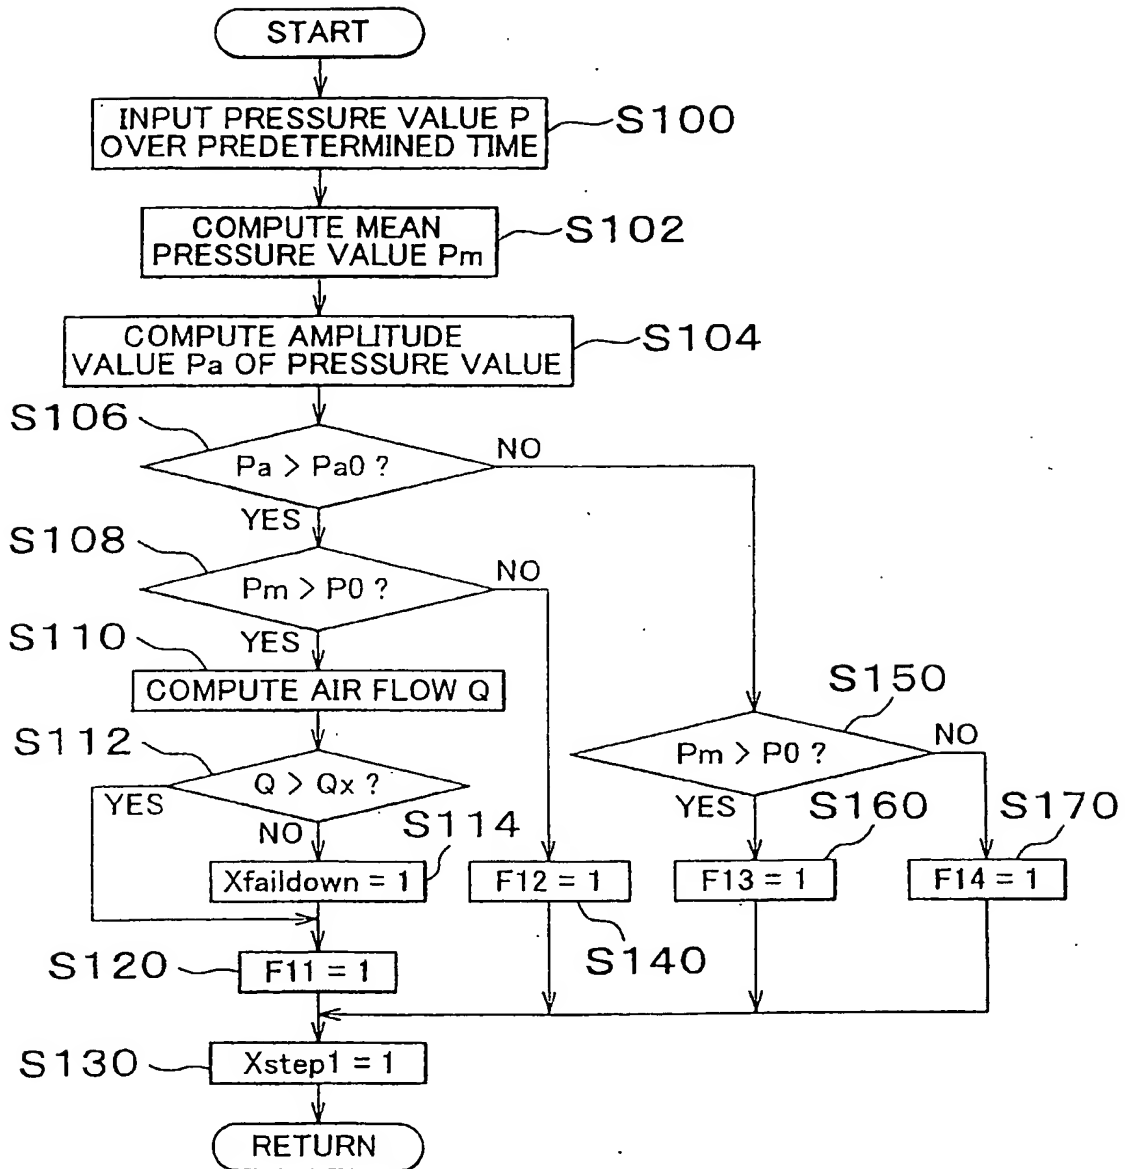 START
INPUT PRESSURE VALUE P
OVER PREDETERMINED TIME
S100
COMPUTE MEAN
PRESSURE VALUE Pm
S102
COMPUTE AMPLITUDE
VALUE Pa OF PRESSURE VALUE
S104
S106
Pa > Pa0 ?
NO
YES
S108
Pm > P0 ?
NO
YES
S110
COMPUTE AIR FLOW Q
S150
Pm > P0 ?
NO
YES
S112
Q > Qx ?
YES
NO
S114
Xfaildown = 1
F12 = 1
S140
S160
F13 = 1
S170
F14 = 1
S120
F11 = 1
S130
Xstep1 = 1
RETURN